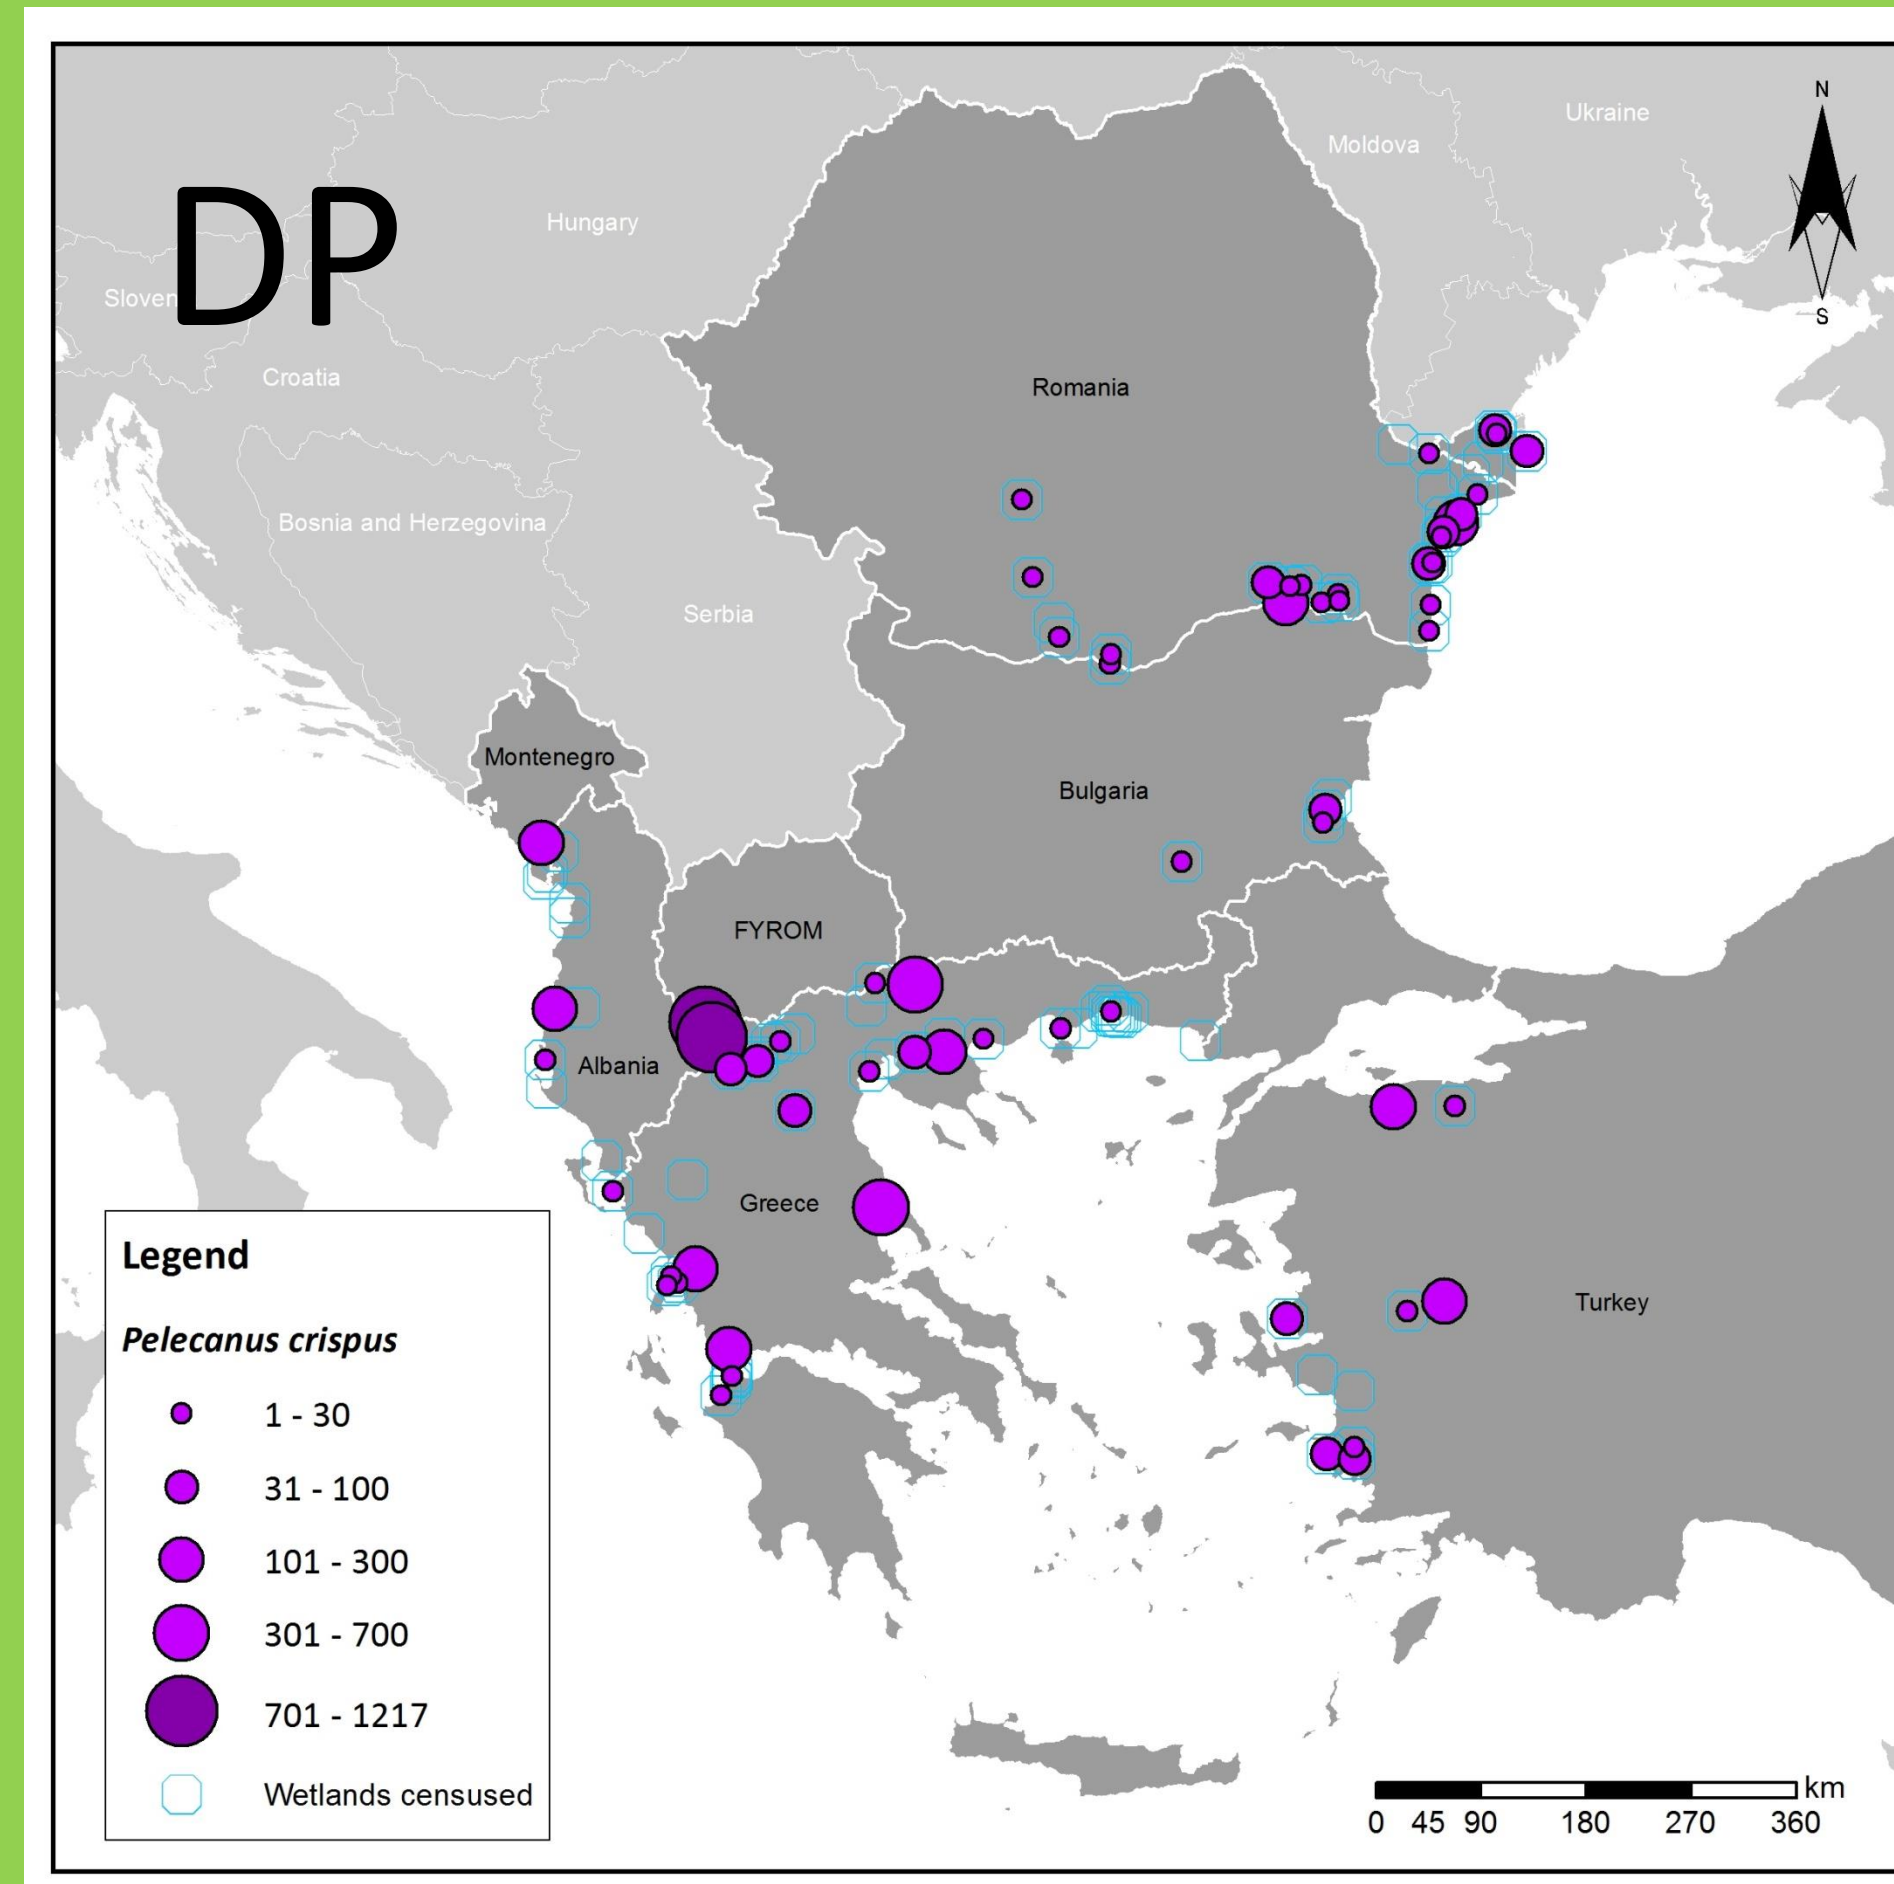 DP
N
S
Ukraine
Moldova
Hungary
Sloven
Croatia
Romania
Bosnia and Herzegovina
Serbia
Montenegro
Bulgaria
FYROM
Albania
Greece
Turkey
Legend
Pelecanus crispus
1 - 30
31 - 100
101 - 300
301 - 700
701 - 1217
Wetlands censused
km
0 45 90 180 270 360